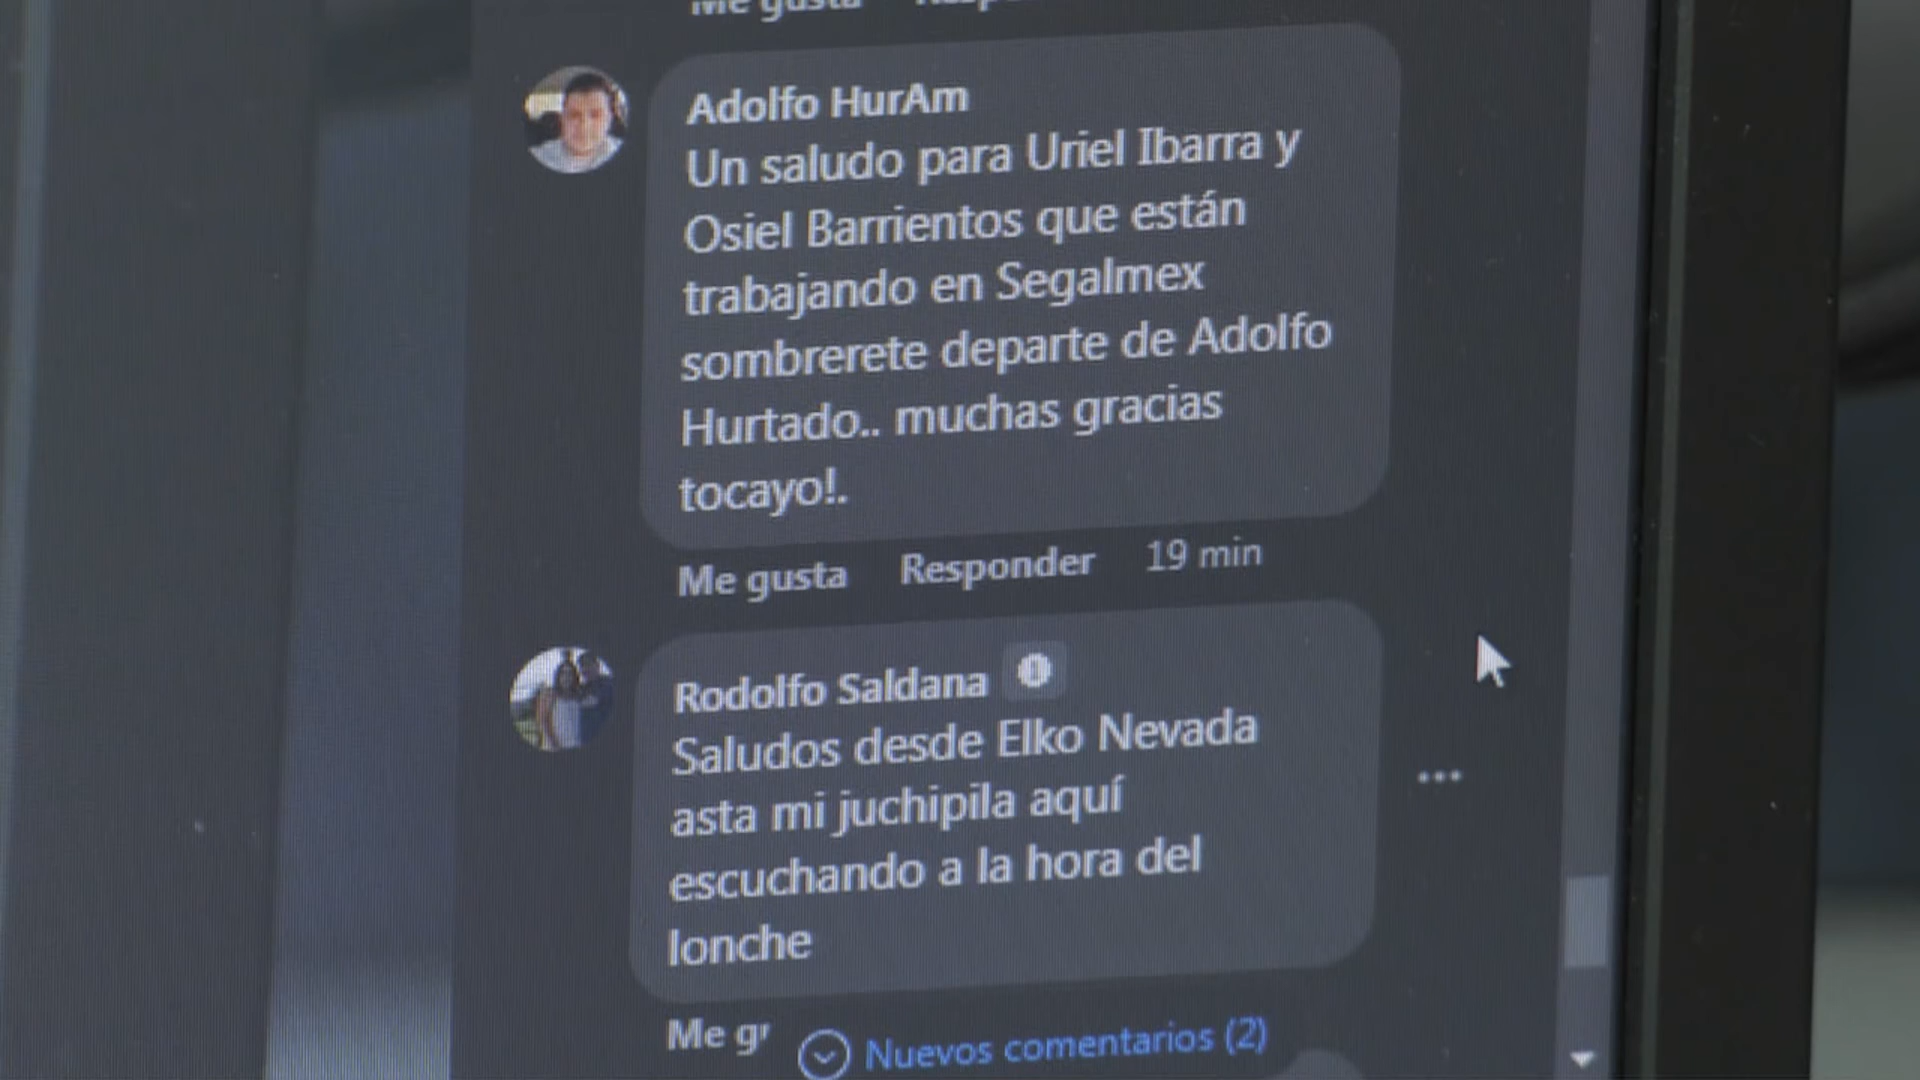 Me gusta
Adolfo HurAm
Un saludo para Uriel Ibarra y
Osiel Barrientos que están
trabajando en Segalmex
sombrerete departe de Adolfo
Hurtado.. muchas gracias
tocayo!.
Me gusta Responder 19 min
Rodolfo Saldana
Saludos desde Elko Nevada
asta mi juchipila aquí
escuchando a la hora del
lonche
Me g
Nuevos comentarios (2)